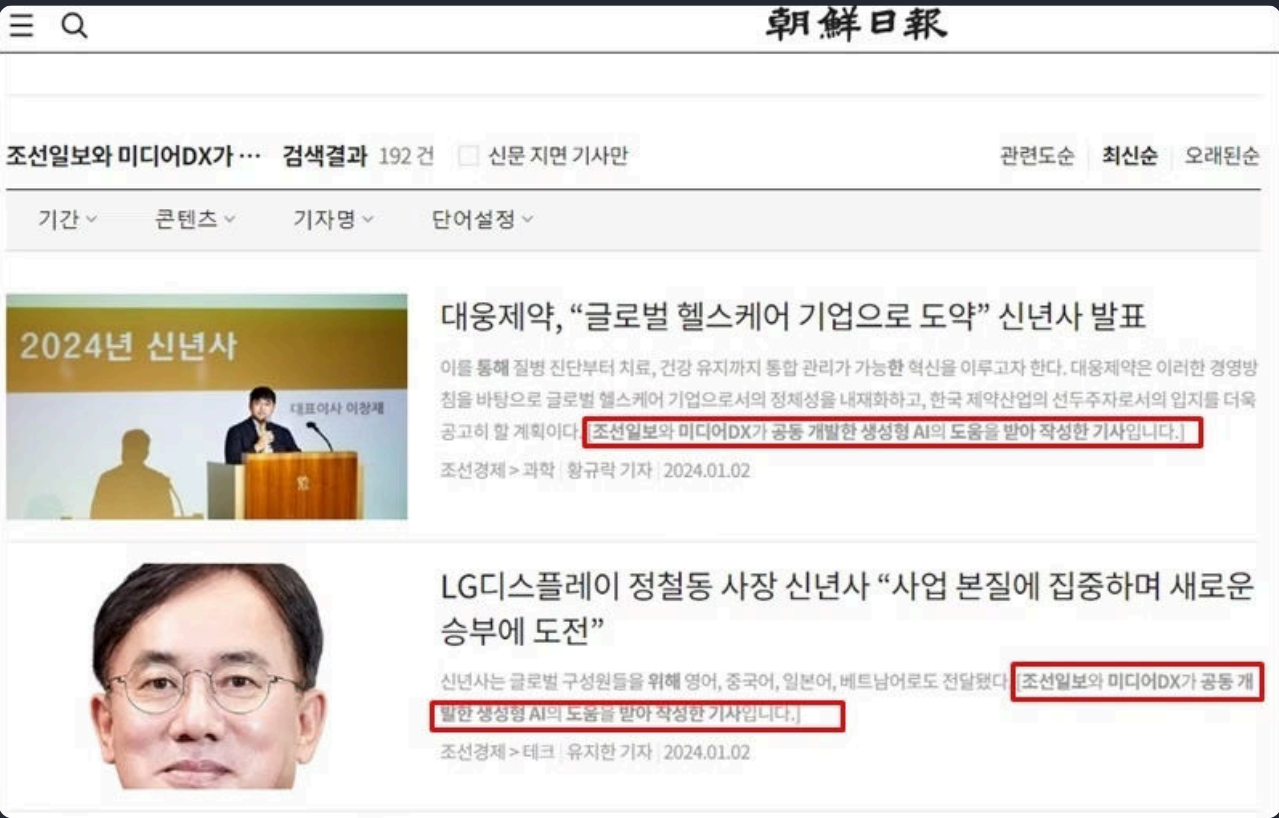 朝鮮日報
조선일보와 미디어DX가 ··· 검색결과 192 건 신문 지면 기사만 관련도순 최신순 오래된순
기간 콘텐츠 기자명 단어설정
2024년 신년사
대표이사 이창재
대웅제약, “글로벌 헬스케어 기업으로 도약” 신년사 발표
이를 통해 질병 진단부터 치료, 건강 유지까지 통합 관리가 가능한 혁신을 이루고자 한다. 대웅제약은 이러한 경영방
침을 바탕으로 글로벌 헬스케어 기업으로서의 정체성을 내재화하고, 한국 제약산업의 선두주자로서의 입지를 더욱
공고히 할 계획이다. [조선일보와 미디어DX가 공동 개발한 생성형 AI의 도움을 받아 작성한 기사입니다.]
조선경제 > 과학 황규락 기자 2024.01.02
LG디스플레이 정철동 사장 신년사 “사업 본질에 집중하며 새로운
승부에 도전”
신년사는 글로벌 구성원들을 위해 영어, 중국어, 일본어, 베트남어로도 전달됐다. [조선일보와 미디어DX가 공동 개
발한 생성형 AI의 도움을 받아 작성한 기사입니다.]
조선경제 > 테크 유지한 기자 2024.01.02